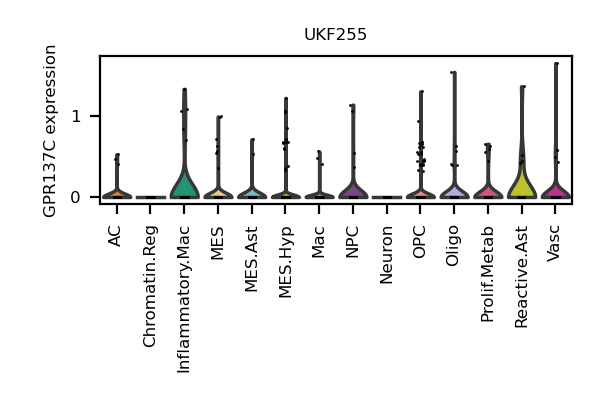 UKF255
GPR137C expression
1
0
AC
Chromatin.Reg
Inflammatory.Mac
MES
MES.Ast
MES.Hyp
Mac
NPC
Neuron
OPC
Oligo
Prolif.Metab
Reactive.Ast
Vasc